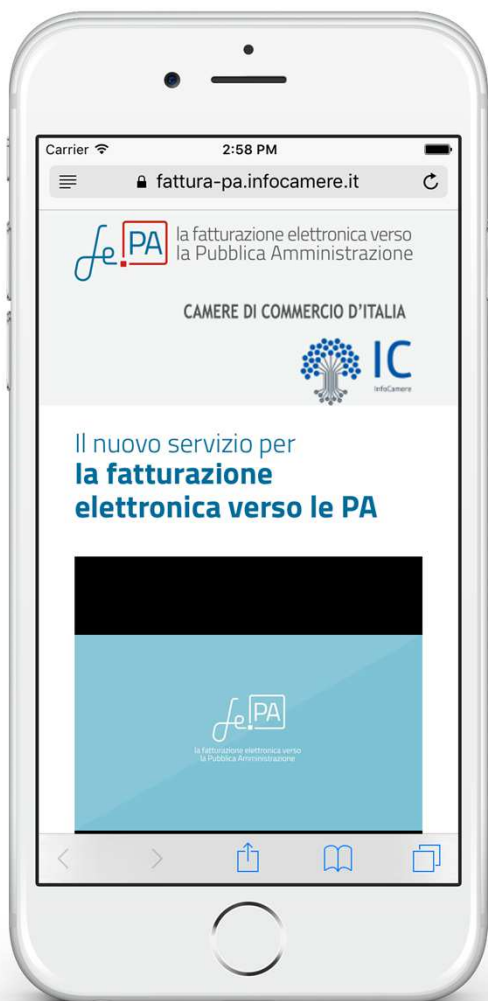 Carrier 2:58 PM
fattura-pa.infocamere.it
fe.PA la fatturazione elettronica verso
la Pubblica Amministrazione
CAMERE DI COMMERCIO D'ITALIA
IC
InfoCamere
Il nuovo servizio per
la fatturazione
elettronica verso le PA
fe.PA
la fatturazione elettronica verso
la Pubblica Amministrazione